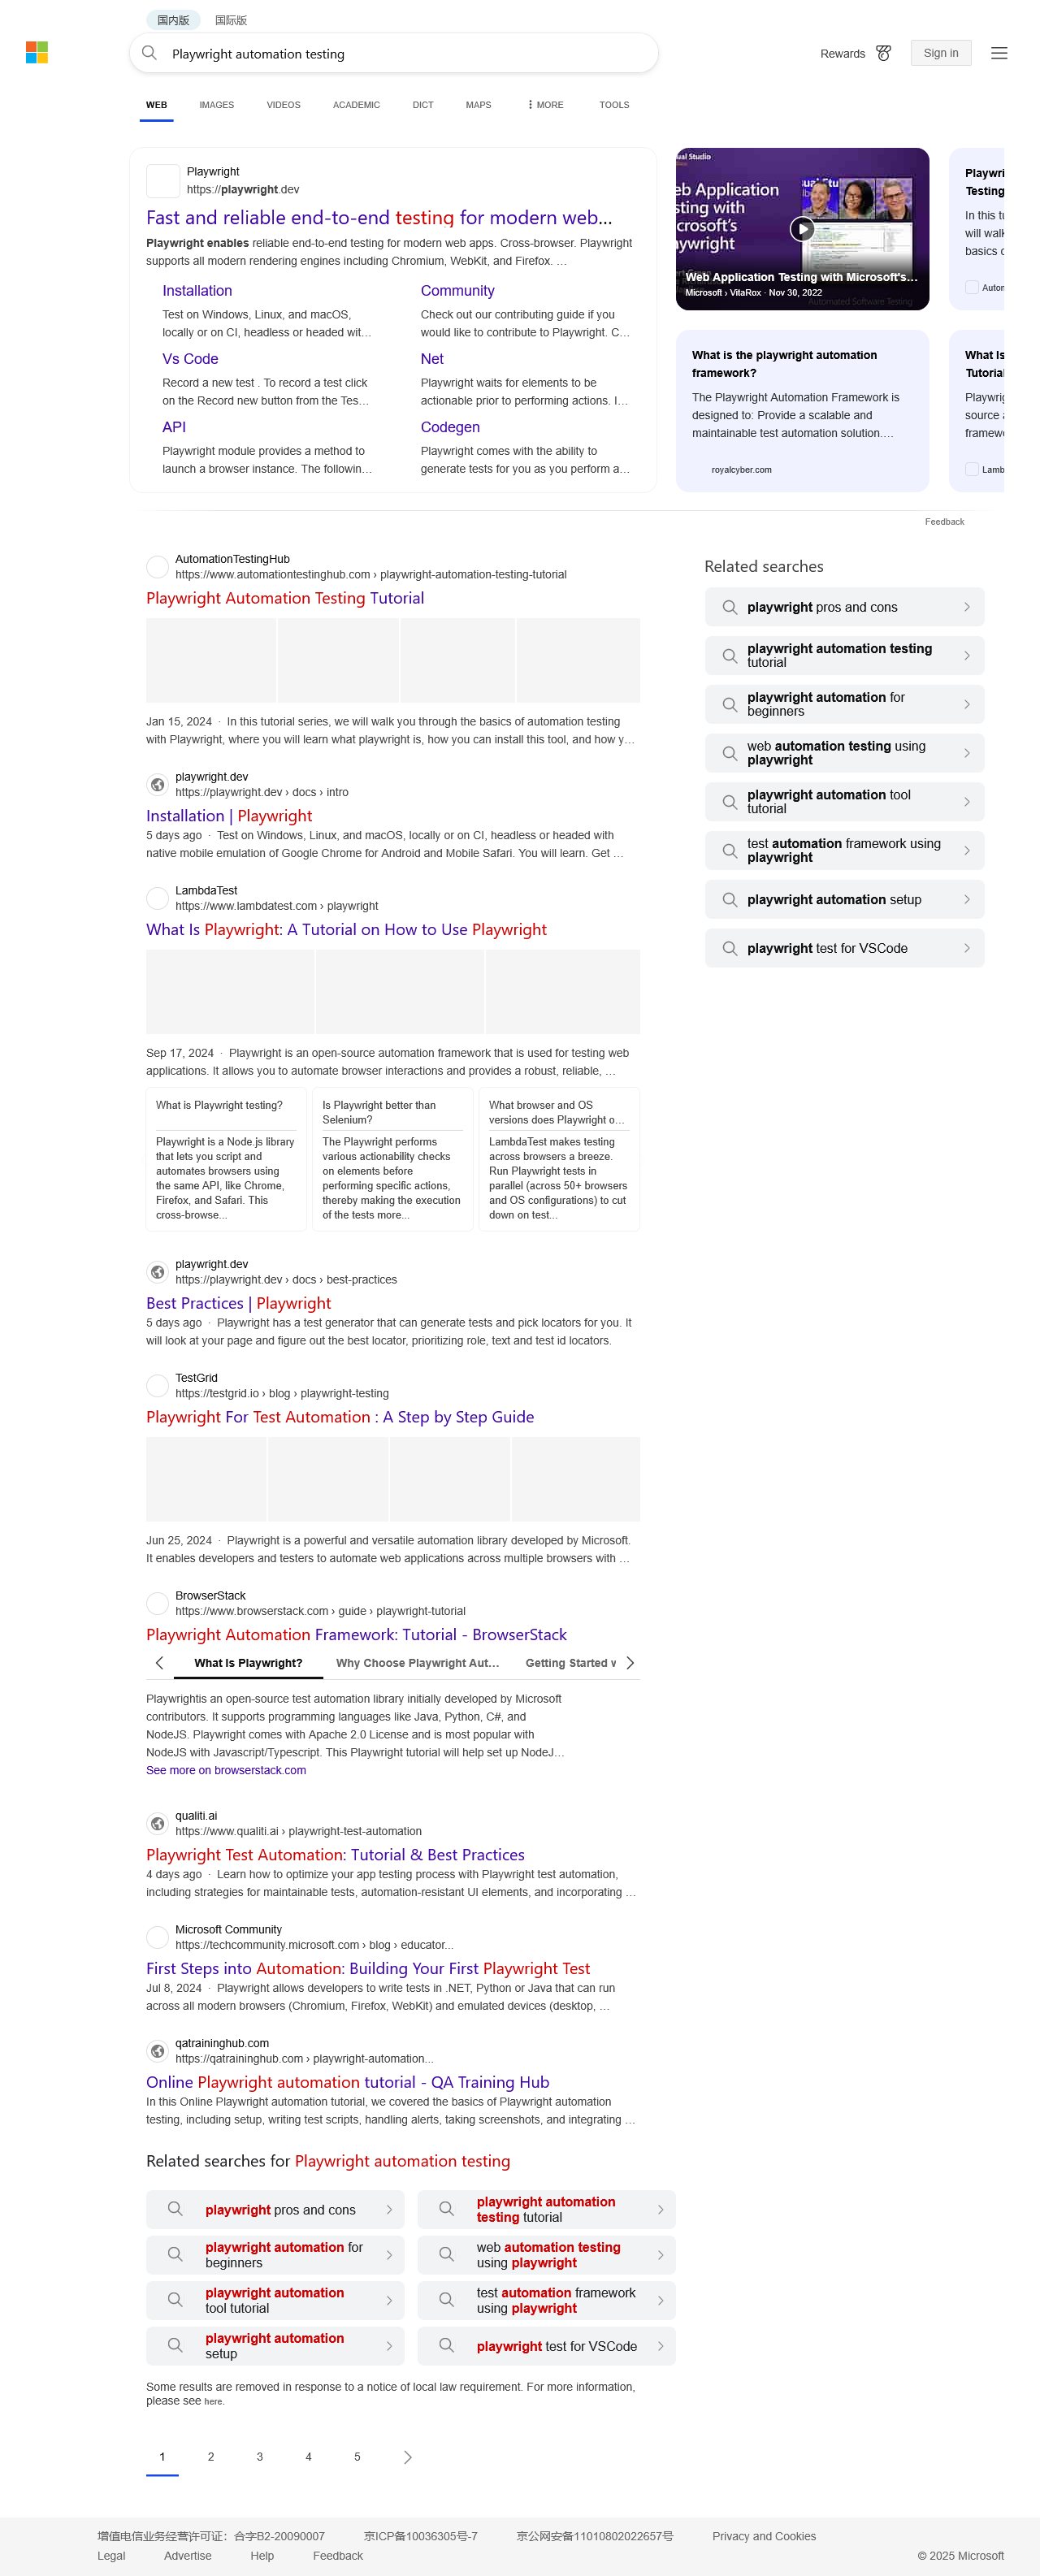 国内版
国际版
Playwright automation testing
Rewards
Sign in
WEB
IMAGES
VIDEOS
ACADEMIC
DICT
MAPS
MORE
TOOLS
Playwright
https://playwright.dev
Fast and reliable end-to-end testing for modern web...
Playwright enables reliable end-to-end testing for modern web apps. Cross-browser. Playwright
supports all modern rendering engines including Chromium, WebKit, and Firefox. …
Installation
Test on Windows, Linux, and macOS,
locally or on CI, headless or headed wit…
Community
Check out our contributing guide if you
would like to contribute to Playwright. C…
Vs Code
Record a new test . To record a test click
on the Record new button from the Tes…
Net
Playwright waits for elements to be
actionable prior to performing actions. I…
API
Playwright module provides a method to
launch a browser instance. The followin…
Codegen
Playwright comes with the ability to
generate tests for you as you perform a…
ual Studio
eb Application
sting with
crosoft's
aywright
Web Application Testing with Microsoft's…
Microsoft › VitaRox · Nov 30, 2022
Automated Software Testing
Playwri
Testing
In this tu
will walk
basics o
Auton
What is the playwright automation
framework?
The Playwright Automation Framework is
designed to: Provide a scalable and
maintainable test automation solution.…
royalcyber.com
What Is
Tutorial
Playwrig
source a
framewo
Lamb
Feedback
AutomationTestingHub
https://www.automationtestinghub.com › playwright-automation-testing-tutorial
Playwright Automation Testing Tutorial
Jan 15, 2024 · In this tutorial series, we will walk you through the basics of automation testing
with Playwright, where you will learn what playwright is, how you can install this tool, and how y…
playwright.dev
https://playwright.dev › docs › intro
Installation | Playwright
5 days ago · Test on Windows, Linux, and macOS, locally or on CI, headless or headed with
native mobile emulation of Google Chrome for Android and Mobile Safari. You will learn. Get …
LambdaTest
https://www.lambdatest.com › playwright
What Is Playwright: A Tutorial on How to Use Playwright
Sep 17, 2024 · Playwright is an open-source automation framework that is used for testing web
applications. It allows you to automate browser interactions and provides a robust, reliable, …
What is Playwright testing?
Playwright is a Node.js library
that lets you script and
automates browsers using
the same API, like Chrome,
Firefox, and Safari. This
cross-browse...
Is Playwright better than
Selenium?
The Playwright performs
various actionability checks
on elements before
performing specific actions,
thereby making the execution
of the tests more...
What browser and OS
versions does Playwright o…
LambdaTest makes testing
across browsers a breeze.
Run Playwright tests in
parallel (across 50+ browsers
and OS configurations) to cut
down on test...
playwright.dev
https://playwright.dev › docs › best-practices
Best Practices | Playwright
5 days ago · Playwright has a test generator that can generate tests and pick locators for you. It
will look at your page and figure out the best locator, prioritizing role, text and test id locators.
TestGrid
https://testgrid.io › blog › playwright-testing
Playwright For Test Automation : A Step by Step Guide
Jun 25, 2024 · Playwright is a powerful and versatile automation library developed by Microsoft.
It enables developers and testers to automate web applications across multiple browsers with …
BrowserStack
https://www.browserstack.com › guide › playwright-tutorial
Playwright Automation Framework: Tutorial - BrowserStack
What Is Playwright?
Why Choose Playwright Aut…
Getting Started w
Playwrightis an open-source test automation library initially developed by Microsoft
contributors. It supports programming languages like Java, Python, C#, and
NodeJS. Playwright comes with Apache 2.0 License and is most popular with
NodeJS with Javascript/Typescript. This Playwright tutorial will help set up NodeJ…
See more on browserstack.com
qualiti.ai
https://www.qualiti.ai › playwright-test-automation
Playwright Test Automation: Tutorial & Best Practices
4 days ago · Learn how to optimize your app testing process with Playwright test automation,
including strategies for maintainable tests, automation-resistant UI elements, and incorporating …
Microsoft Community
https://techcommunity.microsoft.com › blog › educator...
First Steps into Automation: Building Your First Playwright Test
Jul 8, 2024 · Playwright allows developers to write tests in .NET, Python or Java that can run
across all modern browsers (Chromium, Firefox, WebKit) and emulated devices (desktop, …
qatraininghub.com
https://qatraininghub.com › playwright-automation...
Online Playwright automation tutorial - QA Training Hub
In this Online Playwright automation tutorial, we covered the basics of Playwright automation
testing, including setup, writing test scripts, handling alerts, taking screenshots, and integrating …
Related searches
playwright pros and cons
playwright automation testing
tutorial
playwright automation for
beginners
web automation testing using
playwright
playwright automation tool
tutorial
test automation framework using
playwright
playwright automation setup
playwright test for VSCode
Related searches for Playwright automation testing
playwright pros and cons
playwright automation
testing tutorial
playwright automation for
beginners
web automation testing
using playwright
playwright automation
tool tutorial
test automation framework
using playwright
playwright automation
setup
playwright test for VSCode
Some results are removed in response to a notice of local law requirement. For more information,
please see here.
1
2
3
4
5
增值电信业务经营许可证：合字B2-20090007
京ICP备10036305号-7
京公网安备11010802022657号
Privacy and Cookies
Legal
Advertise
Help
Feedback
© 2025 Microsoft